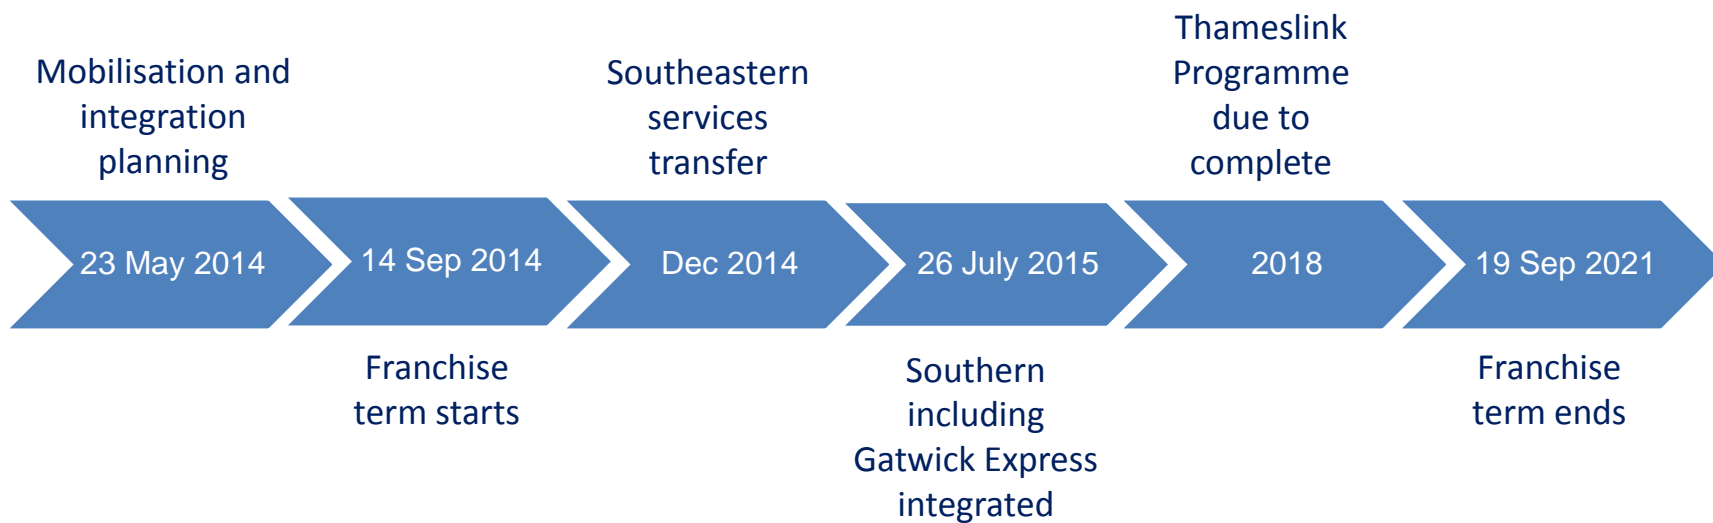 Mobilisation and
integration
planning
23 May 2014
14 Sep 2014
Franchise
term starts
Southeastern
services
transfer
Dec 2014
26 July 2015
Southern
including
Gatwick Express
integrated
Thameslink
Programme
due to
complete
2018
19 Sep 2021
Franchise
term ends